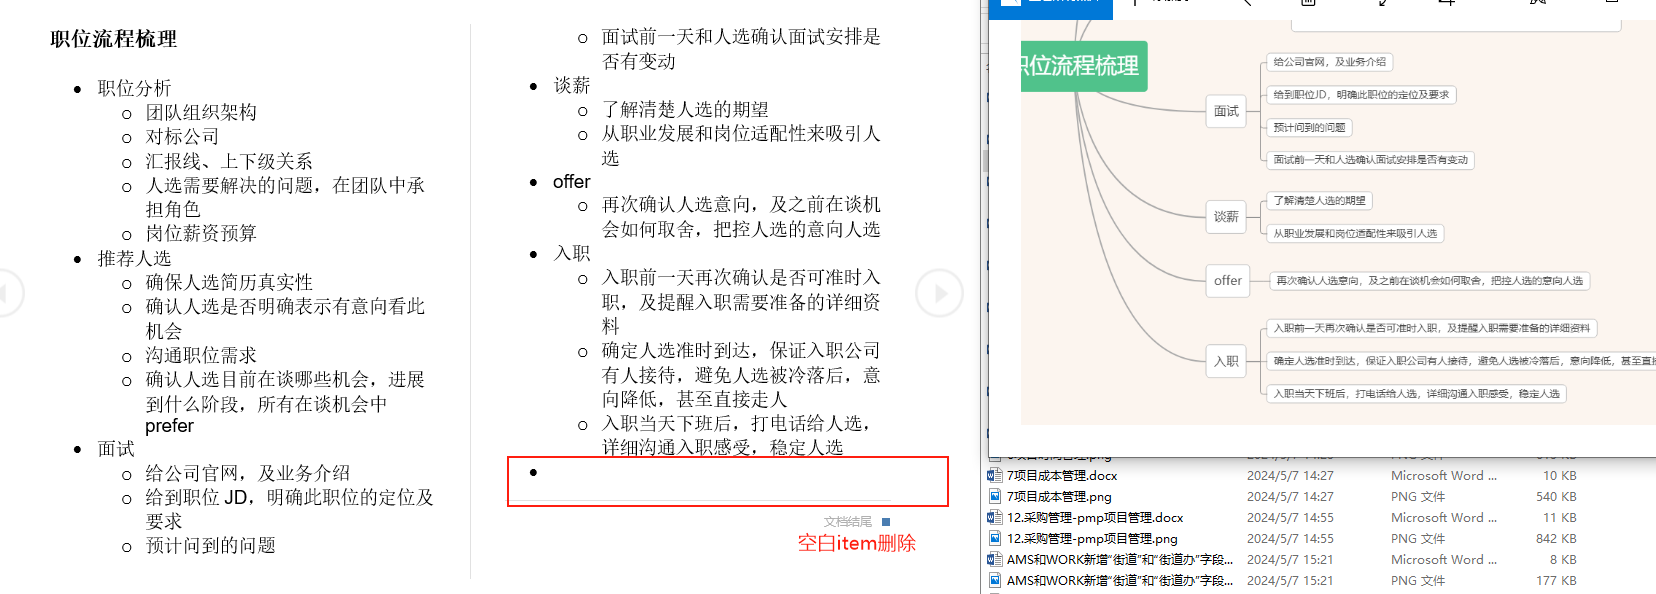 职位流程梳理
职位分析
团队组织架构
对标公司
汇报线、上下级关系
人选需要解决的问题，在团队中承
担角色
岗位薪资预算
推荐人选
确保人选简历真实性
确认人选是否明确表示有意向看此
机会
沟通职位需求
确认人选目前在谈哪些机会，进展
到什么阶段，所有在谈机会中
prefer
面试
给公司官网，及业务介绍
给到职位 JD，明确此职位的定位及
要求
预计问到的问题
面试前一天和人选确认面试安排是
否有变动
谈薪
了解清楚人选的期望
从职业发展和岗位适配性来吸引人
选
offer
再次确认人选意向，及之前在谈机
会如何取舍，把控人选的意向人选
入职
入职前一天再次确认是否可准时入
职，及提醒入职需要准备的详细资
料
确定人选准时到达，保证入职公司
有人接待，避免人选被冷落后，意
向降低，甚至直接走人
入职当天下班后，打电话给人选，
详细沟通入职感受，稳定人选
文档结尾
空白item删除
职位流程梳理
面试
给公司官网，及业务介绍
给到职位JD，明确此职位的定位及要求
预计问到的问题
面试前一天和人选确认面试安排是否有变动
谈薪
了解清楚人选的期望
从职业发展和岗位适配性来吸引人选
offer
再次确认人选意向，及之前在谈机会如何取舍，把控人选的意向人选
入职
入职前一天再次确认是否可准时入职，及提醒入职需要准备的详细资料
确定人选准时到达，保证入职公司有人接待，避免人选被冷落后，意向降低，甚至直接
入职当天下班后，打电话给人选，详细沟通入职感受，稳定人选
7项目成本管理.docx 2024/5/7 14:27 Microsoft Word ... 10 KB
7项目成本管理.png 2024/5/7 14:27 PNG 文件 540 KB
12.采购管理-pmp项目管理.docx 2024/5/7 14:55 Microsoft Word ... 11 KB
12.采购管理-pmp项目管理.png 2024/5/7 14:55 PNG 文件 842 KB
AMS和WORK新增“街道”和“街道办”字段... 2024/5/7 15:21 Microsoft Word ... 8 KB
AMS和WORK新增“街道”和“街道办”字段... 2024/5/7 15:21 PNG 文件 177 KB